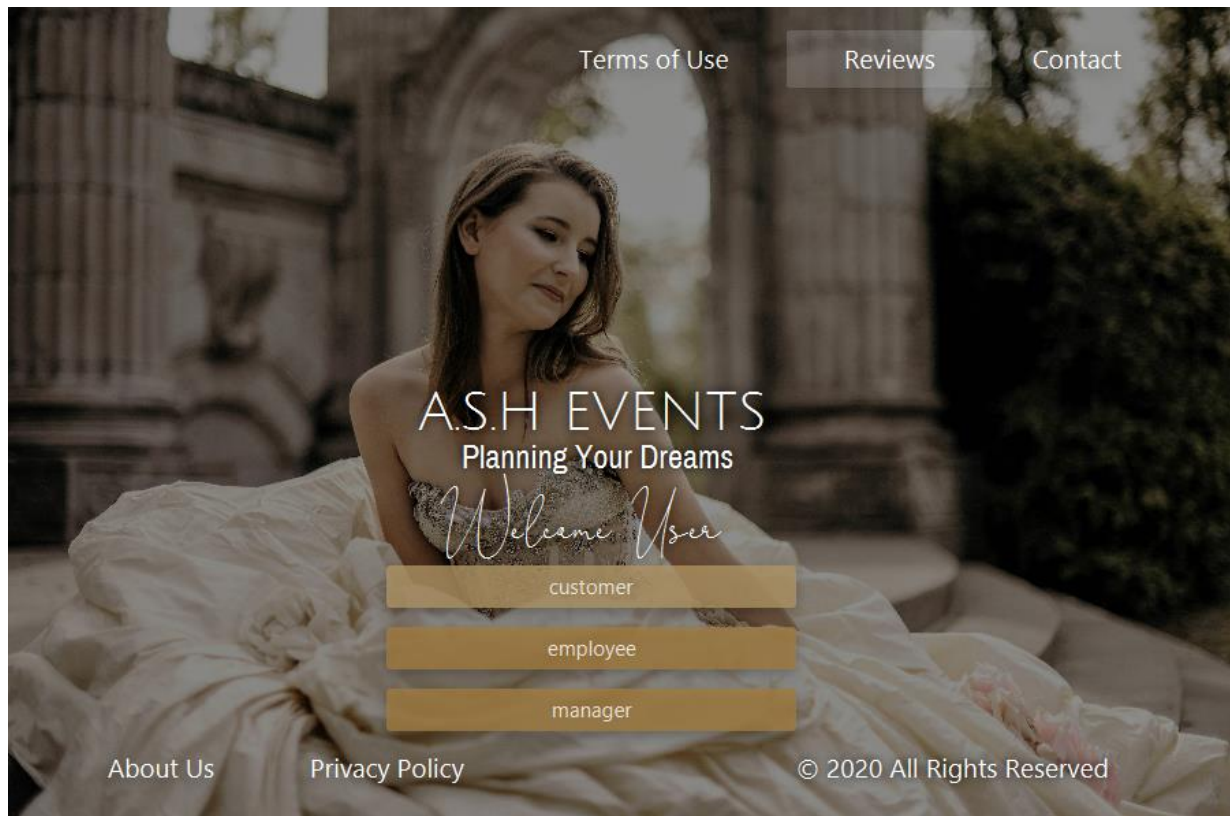 Terms of Use Reviews Contact
A.S.H EVENTS
Planning Your Dreams
Welcome User
customer
employee
manager
About Us Privacy Policy © 2020 All Rights Reserved